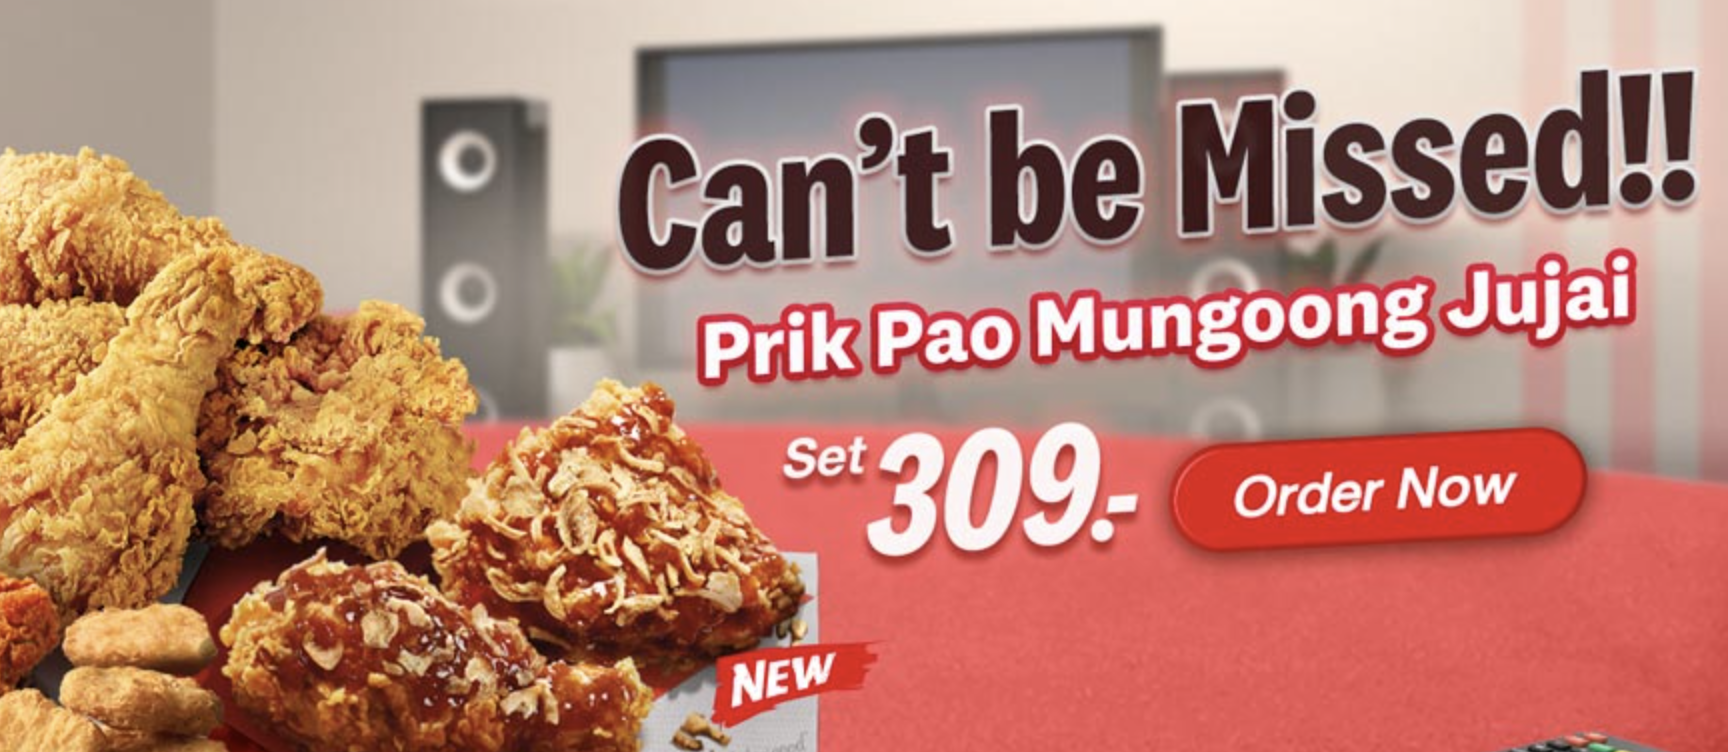 Can't be Missed!!
Prik Pao Mungoong Jujai
Set 309.-
Order Now
NEW